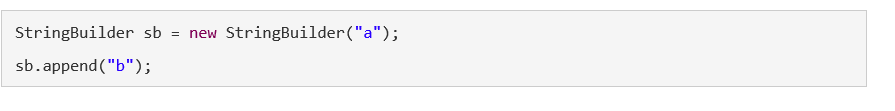 StringBuilder sb = new StringBuilder("a");
sb.append("b");